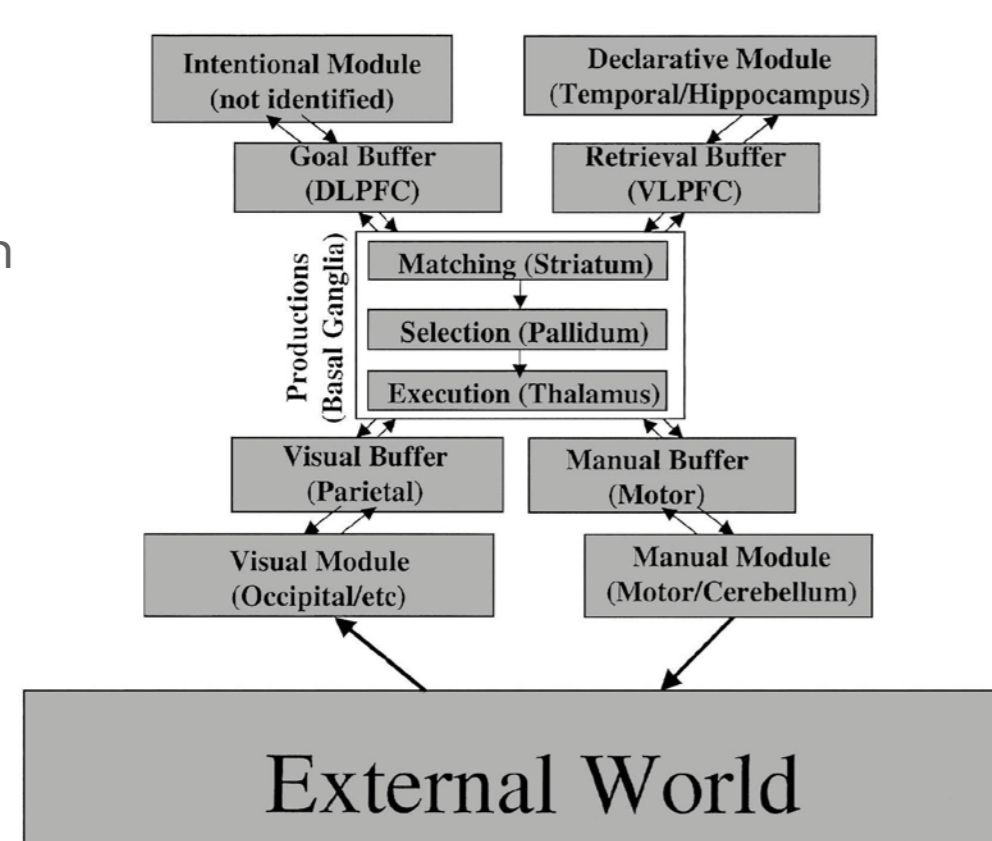 Intentional Module
(not identified)
Declarative Module
(Temporal/Hippocampus)
Goal Buffer
(DLPFC)
Retrieval Buffer
(VLPFC)
n
Productions
(Basal Ganglia)
Matching (Striatum)
Selection (Pallidum)
Execution (Thalamus)
Visual Buffer
(Parietal)
Manual Buffer
(Motor)
Visual Module
(Occipital/etc)
Manual Module
(Motor/Cerebellum)
External World